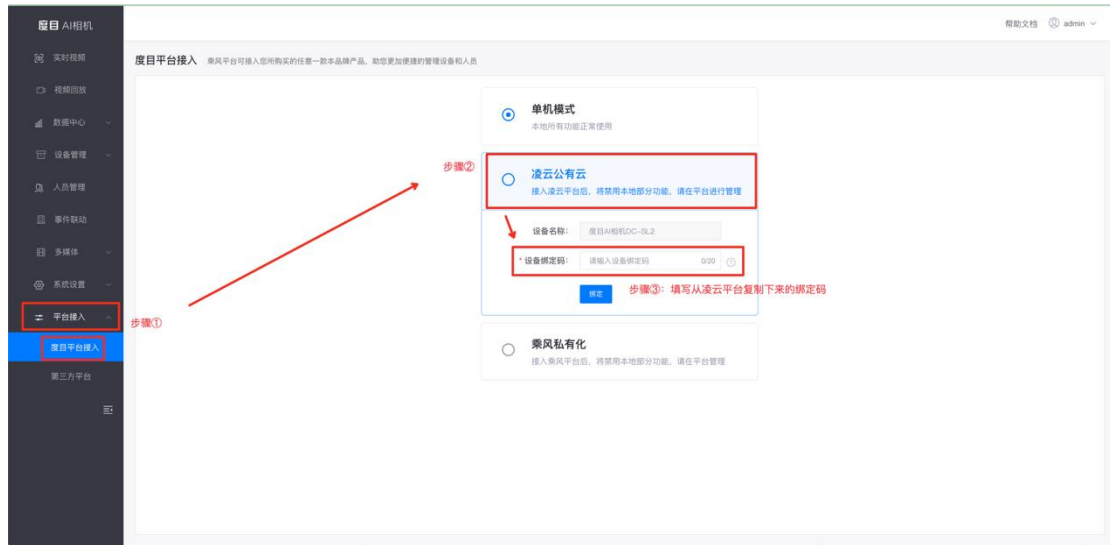 度目 AI相机
帮助文档 admin
实时视频
视频回放
数据中心
设备管理
人员管理
事件联动
多媒体
系统设置
平台接入
度目平台接入
第三方平台
度目平台接入 乘风平台可接入您所购买的任意一款本品牌产品，助您更加便捷的管理设备和人员
单机模式
本地所有功能正常使用
步骤②
凌云公有云
接入凌云平台后，将禁用本地部分功能，请在平台进行管理
设备名称： 度目AI相机DC-SL2
* 设备绑定码： 请输入设备绑定码 0/20
绑定 步骤③：填写从凌云平台复制下来的绑定码
步骤①
乘风私有化
接入乘风平台后，将禁用本地部分功能，请在平台管理